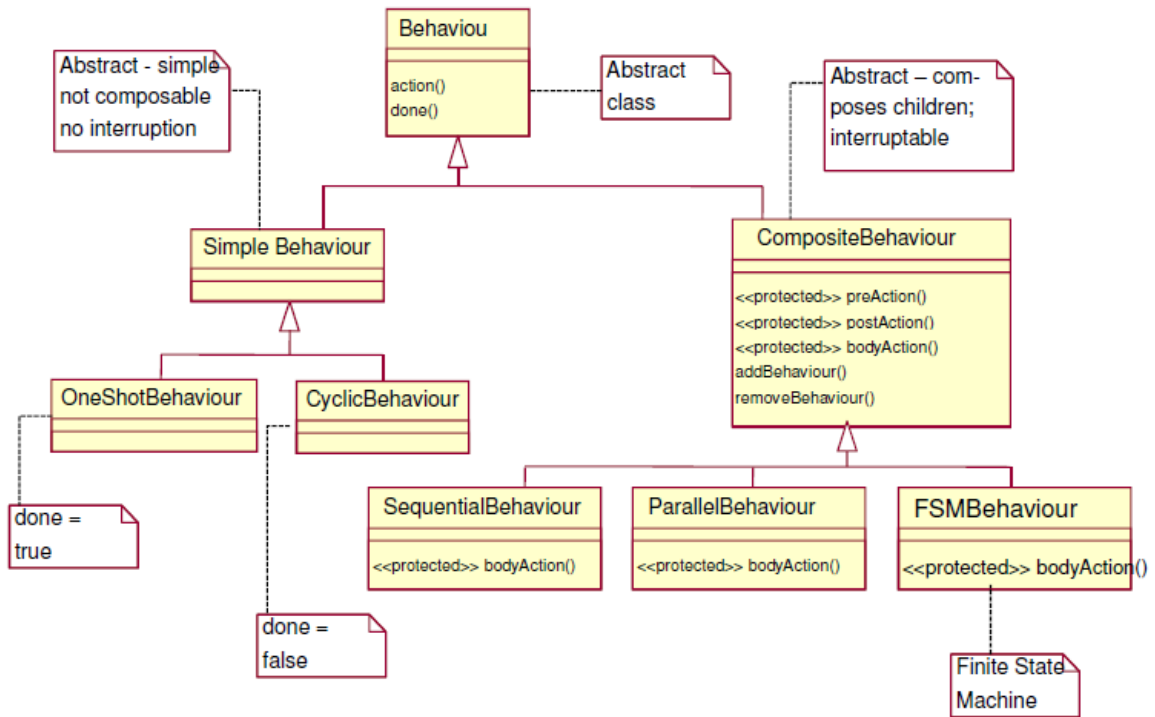 Behaviou
action()
done()
Abstract - simple
not composable
no interruption
Abstract
class
Abstract – com-
poses children;
interruptable
Simple Behaviour
CompositeBehaviour
<<protected>> preAction()
<<protected>> postAction()
<<protected>> bodyAction()
addBehaviour()
removeBehaviour()
OneShotBehaviour
CyclicBehaviour
done =
true
done =
false
SequentialBehaviour
<<protected>> bodyAction()
ParallelBehaviour
<<protected>> bodyAction()
FSMBehaviour
<<protected>> bodyAction()
Finite State
Machine